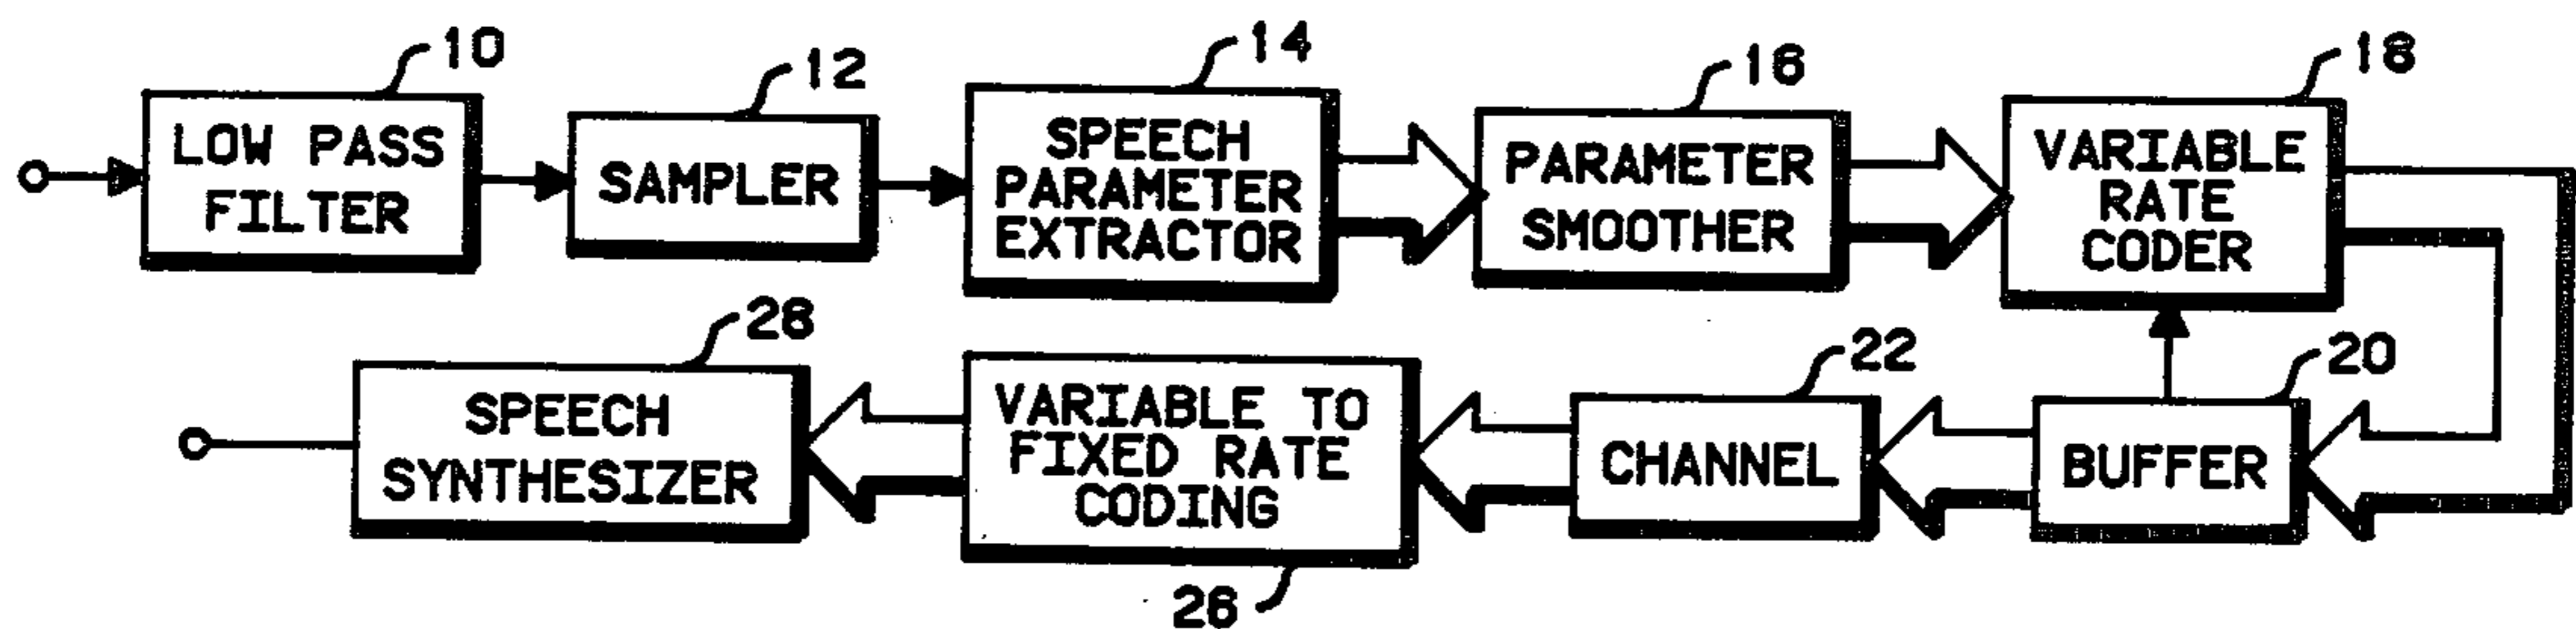 10
12
14
16
18
LOW PASS
FILTER
SAMPLER
SPEECH
PARAMETER
EXTRACTOR
PARAMETER
SMOOTHER
VARIABLE
RATE
CODER
28
22
20
SPEECH
SYNTHESIZER
VARIABLE TO
FIXED RATE
CODING
CHANNEL
BUFFER
26